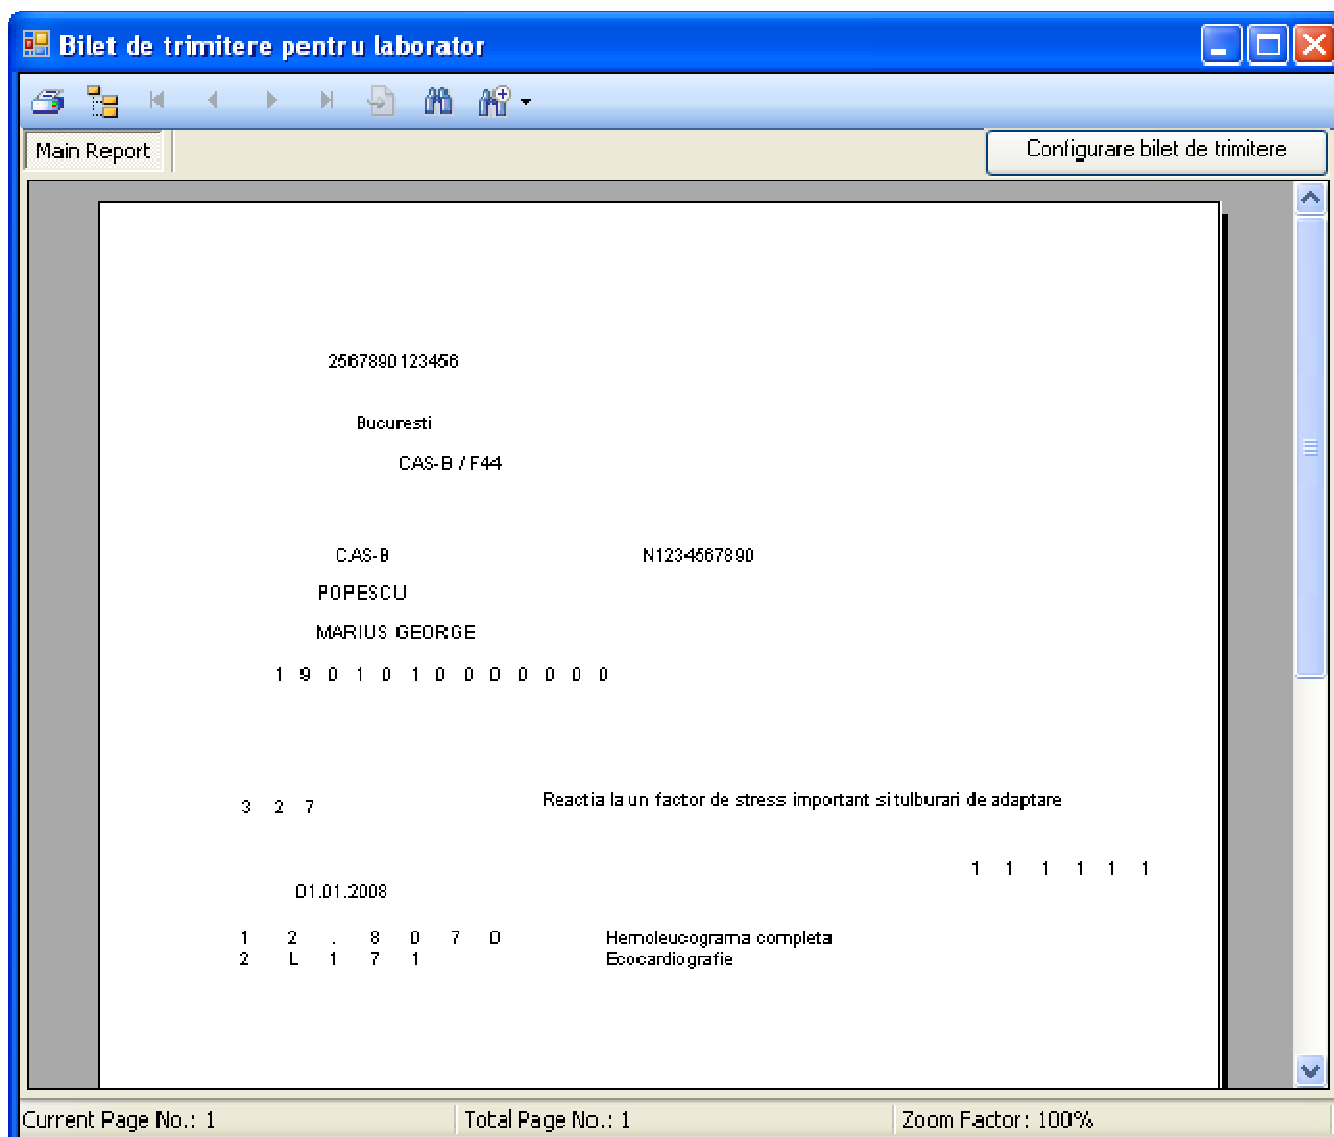 Bilet de trimitere pentru laborator
Main Report
Configurare bilet de trimitere
2567890123456
Bucuresti
CAS-B / F44
CAS-B N1234567890
POPESCU
MARIUS GEORGE
1 9 0 1 0 1 0 0 0 0 0 0 0
3 2 7 Reactia la un factor de stress important si tulburari de adaptare
1 1 1 1 1 1
01.01.2008
1 2 . 8 0 7 0 Hemoleucograma completa
2 L 1 7 1 Ecocardiografie
Current Page No.: 1 Total Page No.: 1 Zoom Factor: 100%